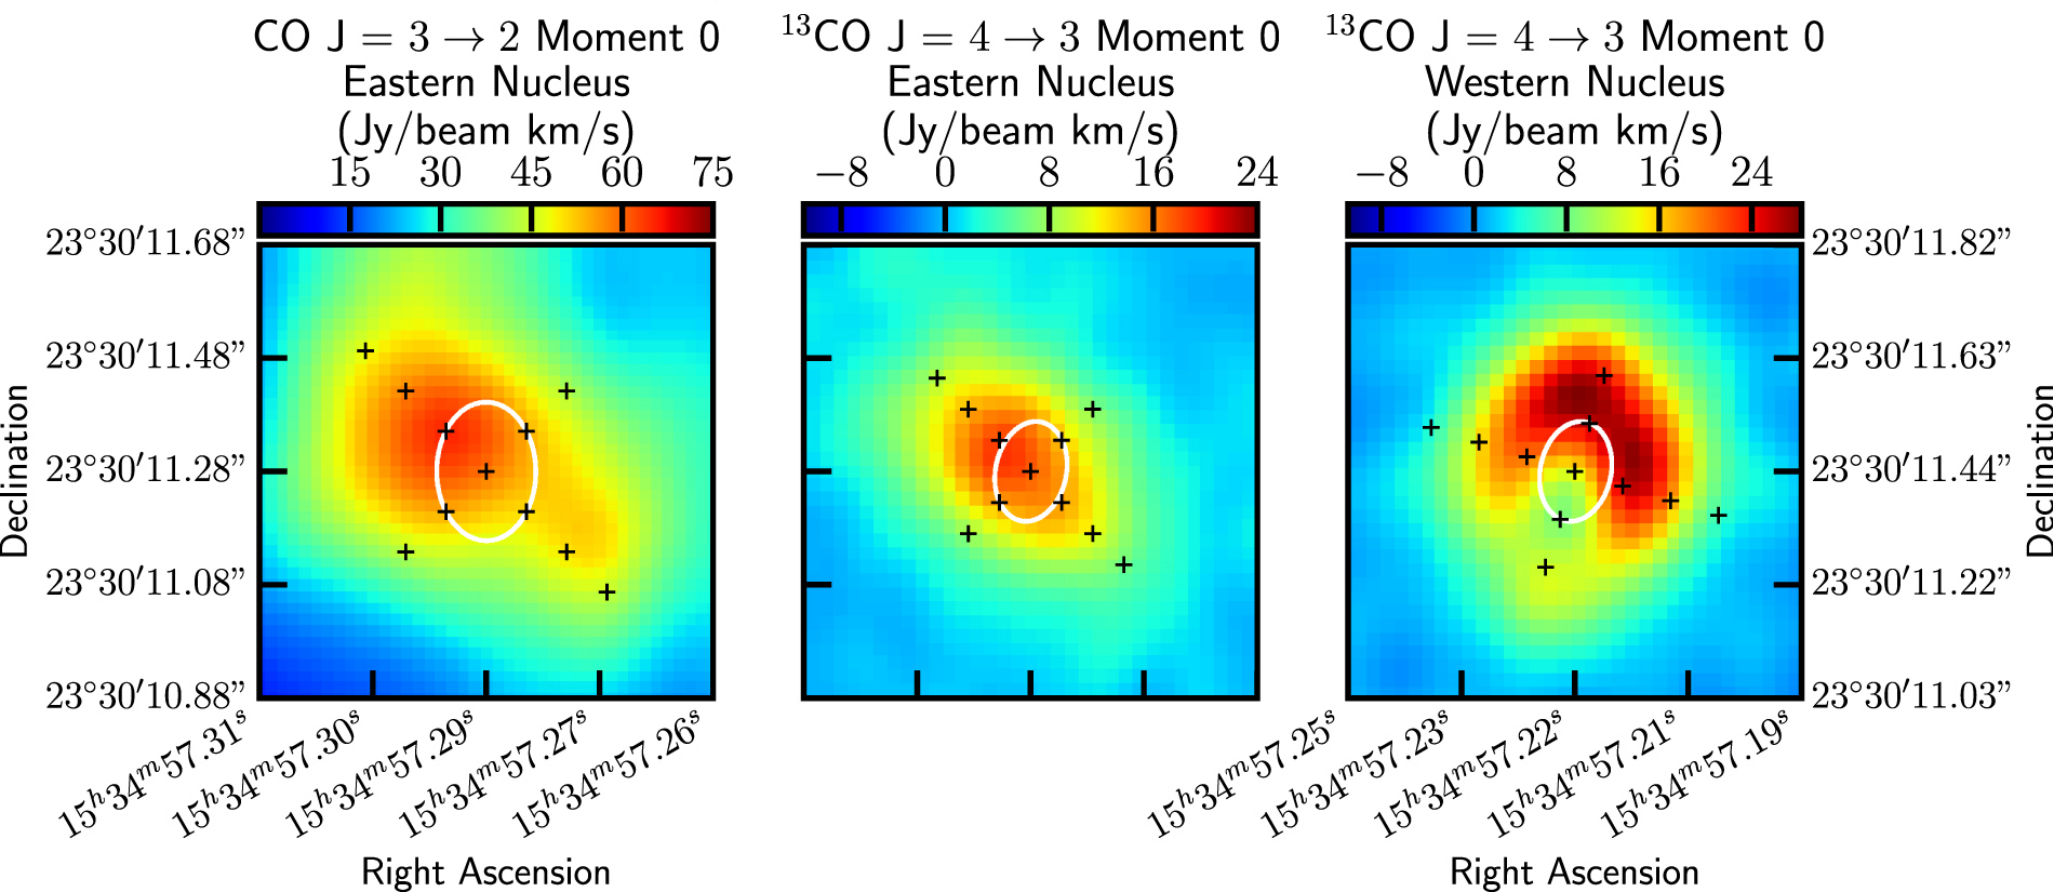 CO J = 3 → 2 Moment 0
Eastern Nucleus
(Jy/beam km/s)
15 30 45 60 75
¹³CO J = 4 → 3 Moment 0
Eastern Nucleus
(Jy/beam km/s)
−8 0 8 16 24
¹³CO J = 4 → 3 Moment 0
Western Nucleus
(Jy/beam km/s)
−8 0 8 16 24
Declination
23°30′11.68”
23°30′11.48”
23°30′11.28”
23°30′11.08”
23°30′10.88”
15ʰ34ᵐ57.31ˢ
15ʰ34ᵐ57.30ˢ
15ʰ34ᵐ57.29ˢ
15ʰ34ᵐ57.27ˢ
15ʰ34ᵐ57.26ˢ
Right Ascension
23°30′11.82”
23°30′11.63”
23°30′11.44”
23°30′11.22”
23°30′11.03”
Declination
15ʰ34ᵐ57.25ˢ
15ʰ34ᵐ57.23ˢ
15ʰ34ᵐ57.22ˢ
15ʰ34ᵐ57.21ˢ
15ʰ34ᵐ57.19ˢ
Right Ascension